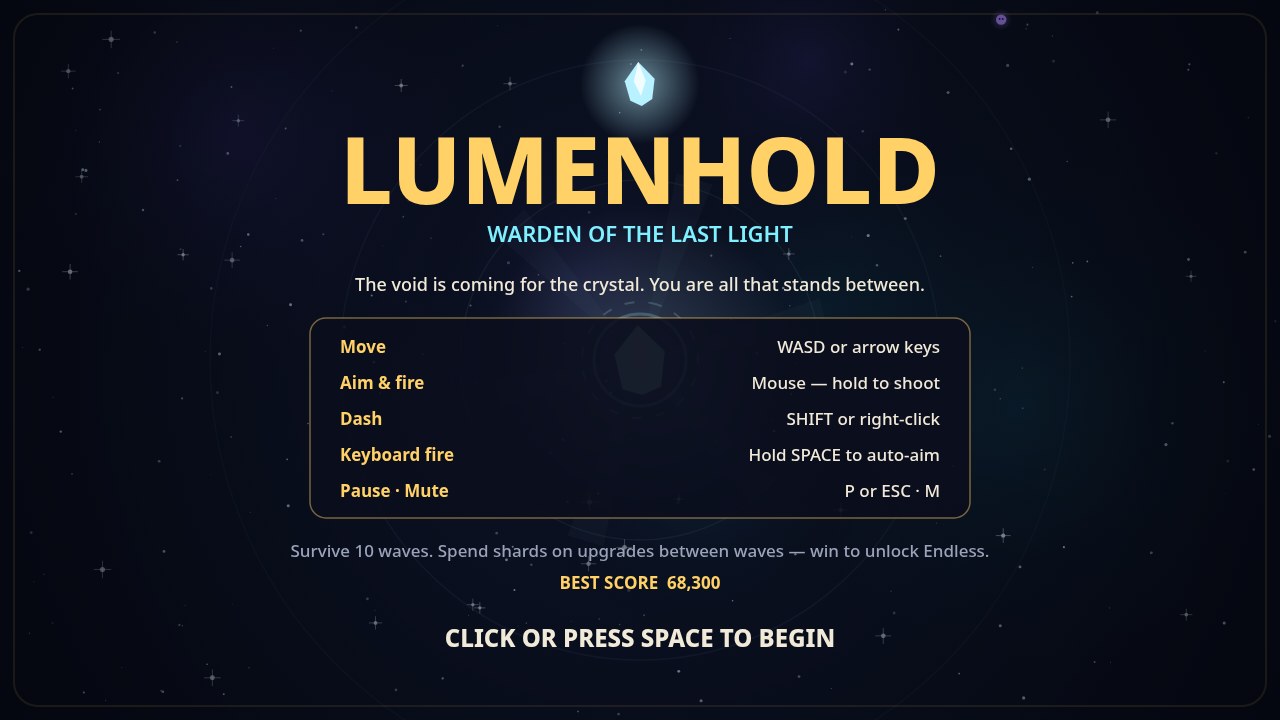 LUMENHOLD
WARDEN OF THE LAST LIGHT
The void is coming for the crystal. You are all that stands between.
Move WASD or arrow keys
Aim & fire Mouse — hold to shoot
Dash SHIFT or right-click
Keyboard fire Hold SPACE to auto-aim
Pause · Mute P or ESC · M
Survive 10 waves. Spend shards on upgrades between waves — win to unlock Endless.
BEST SCORE 68,300
CLICK OR PRESS SPACE TO BEGIN